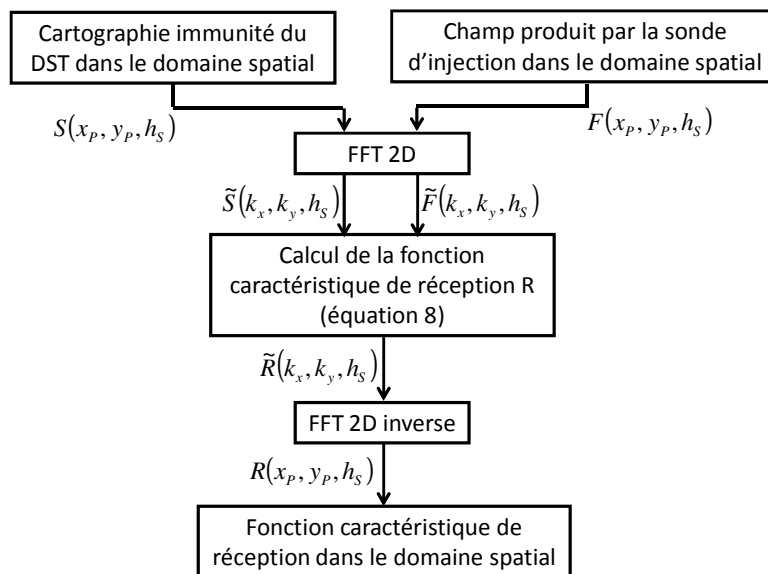 Cartographie immunité du
DST dans le domaine spatial
Champ produit par la sonde
d'injection dans le domaine spatial
S(x_P, y_P, h_S)
F(x_P, y_P, h_S)
FFT 2D
S̃(k_x, k_y, h_S)
F̃(k_x, k_y, h_S)
Calcul de la fonction
caractéristique de réception R
(équation 8)
R̃(k_x, k_y, h_S)
FFT 2D inverse
R(x_P, y_P, h_S)
Fonction caractéristique de
réception dans le domaine spatial